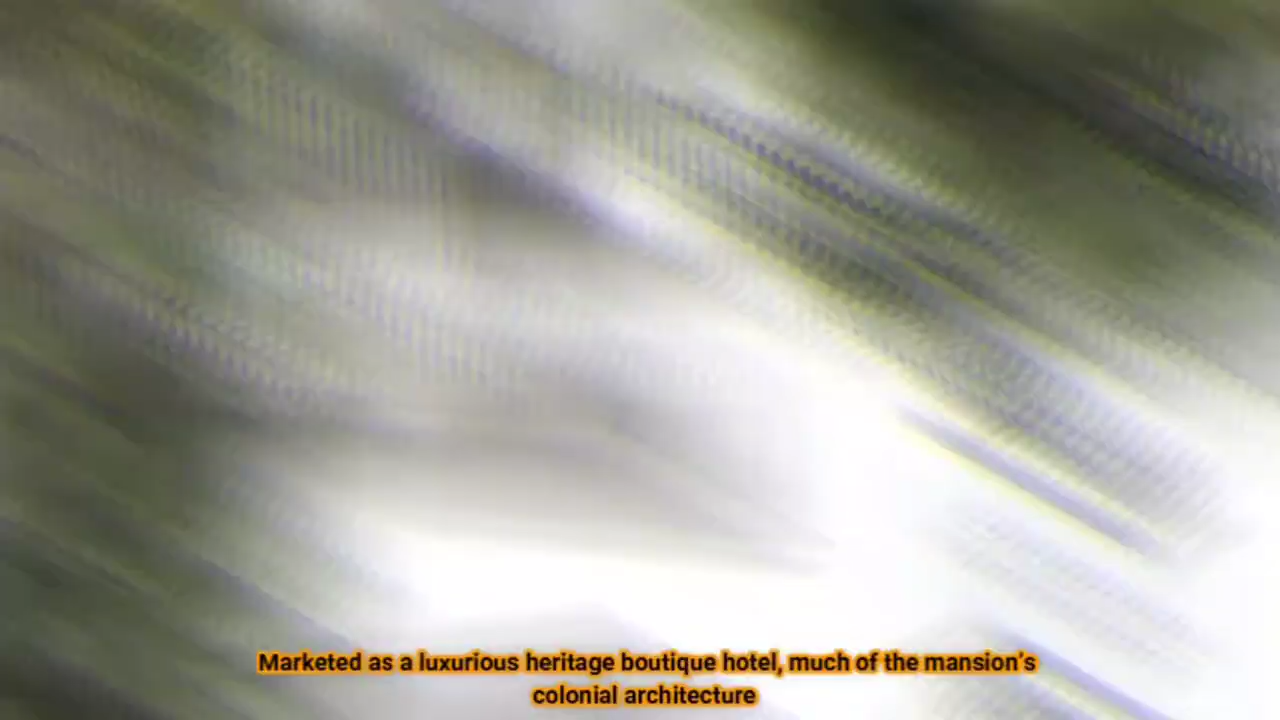 Marketed as a luxurious heritage boutique hotel, much of the mansion's
colonial architecture